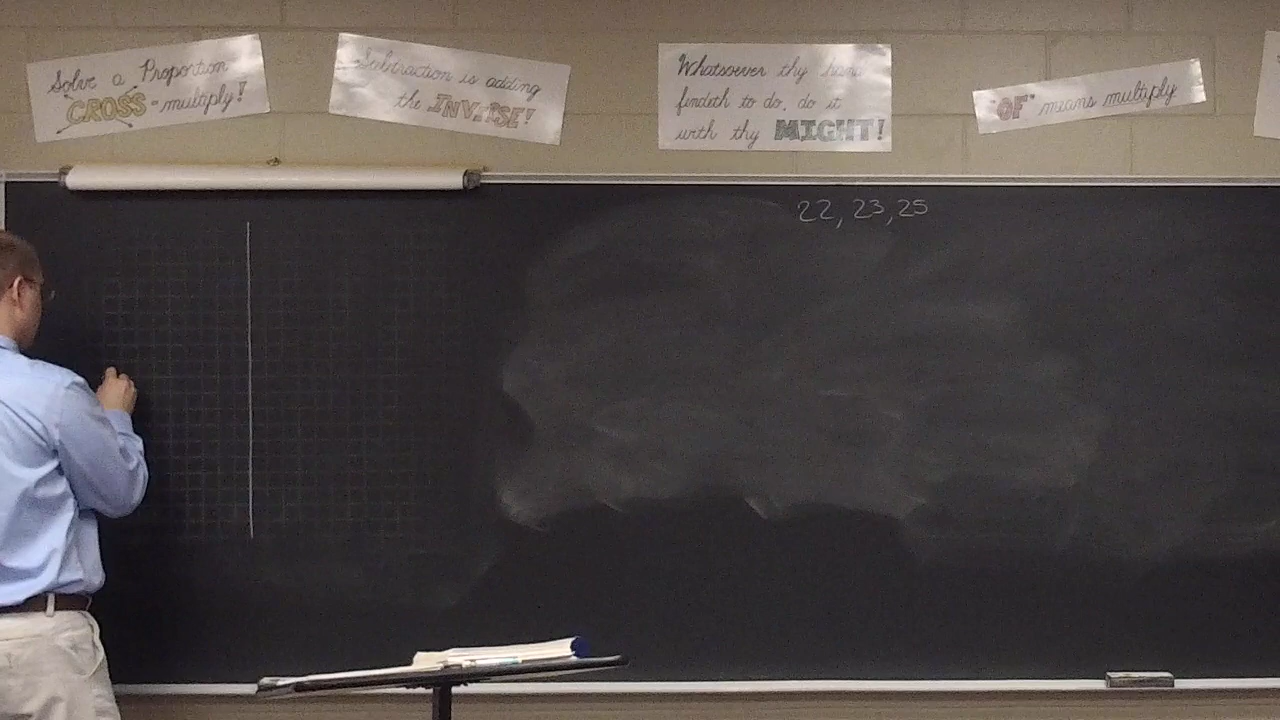 Solve a Proportion
CROSS-multiply!
Subtraction is adding
the INVERSE!
Whatsoever thy hand
findeth to do, do it
with thy MIGHT!
"OF" means multiply
22, 23, 25